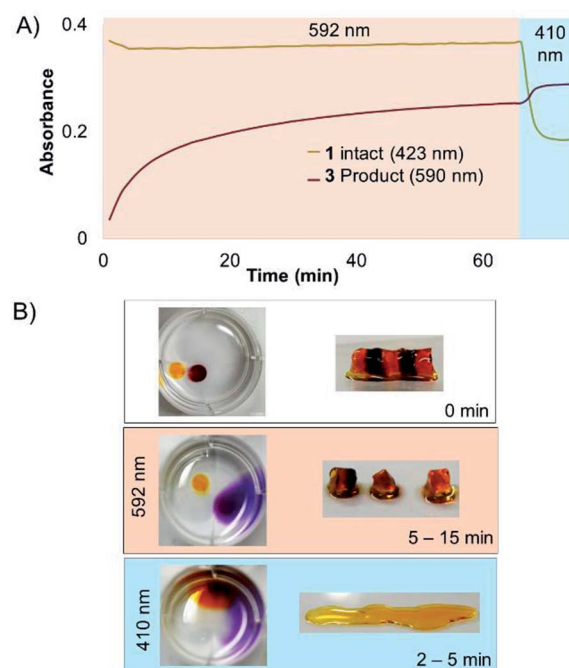 A)
0.4
592 nm
410
nm
Absorbance
0.2
1 intact (423 nm)
3 Product (590 nm)
0
0
20
40
60
Time (min)
B)
0 min
592 nm
5 – 15 min
410 nm
2 – 5 min